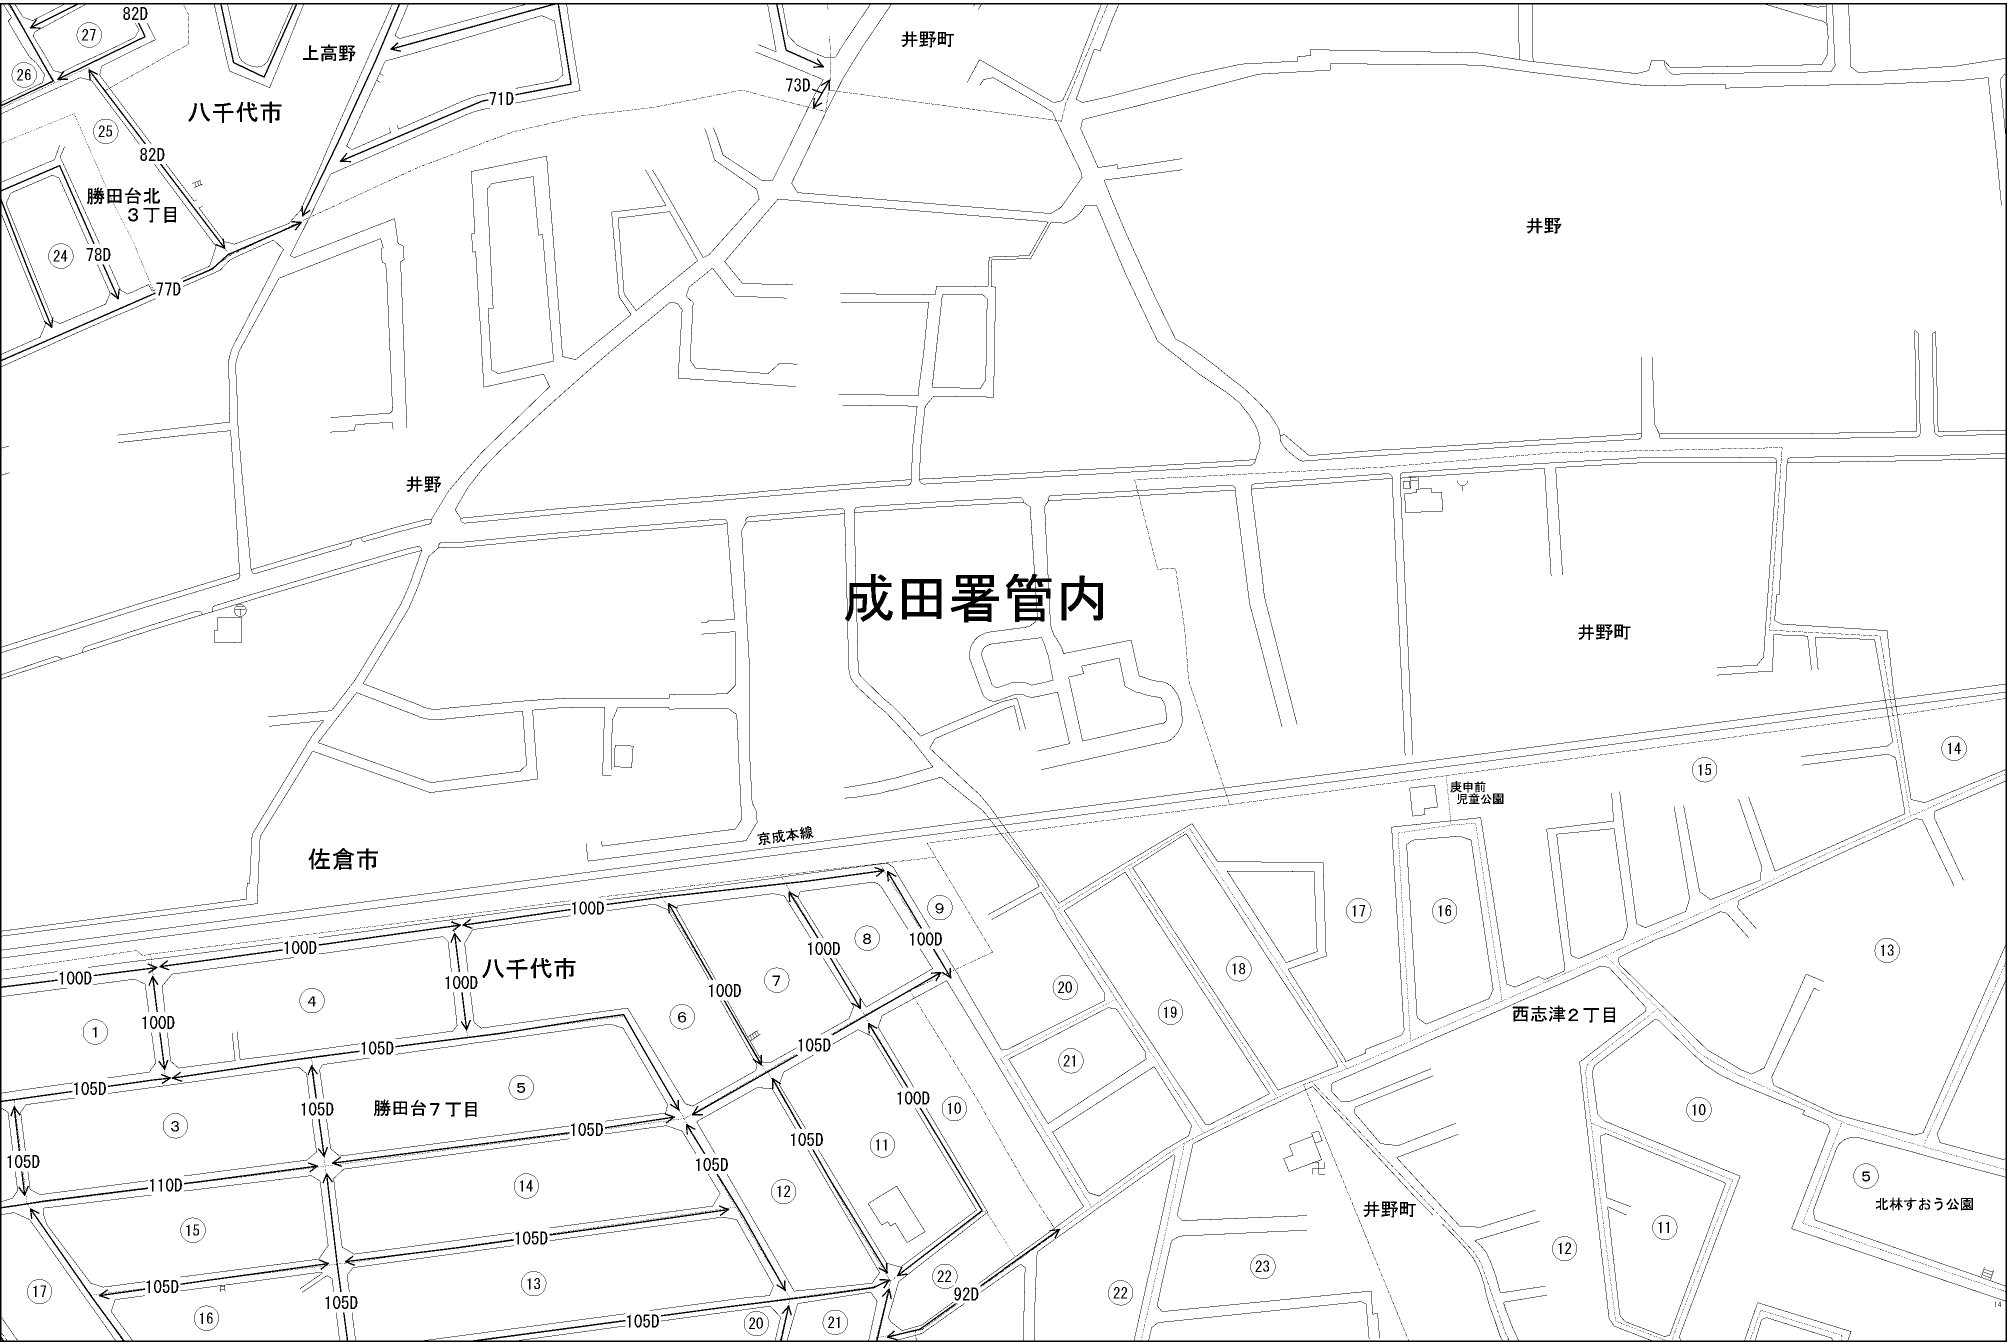 82D
27
26
上高野
井野町
八千代市
73D
71D
25
82D
勝田台北
３丁目
井野
24
78D
77D
井野
成田署管内
井野町
14
15
庚申前
児童公園
京成本線
佐倉市
100D
9
17
16
8
100D
100D
100D
13
八千代市
100D
100D
7
18
100D
100D
20
4
6
19
西志津２丁目
1
100D
105D
105D
21
105D
5
100D
10
10
勝田台７丁目
105D
3
105D
105D
11
105D
105D
5
110D
14
12
北林すおう公園
井野町
15
11
105D
12
23
22
105D
13
17
105D
92D
22
16
105D
20
21
14